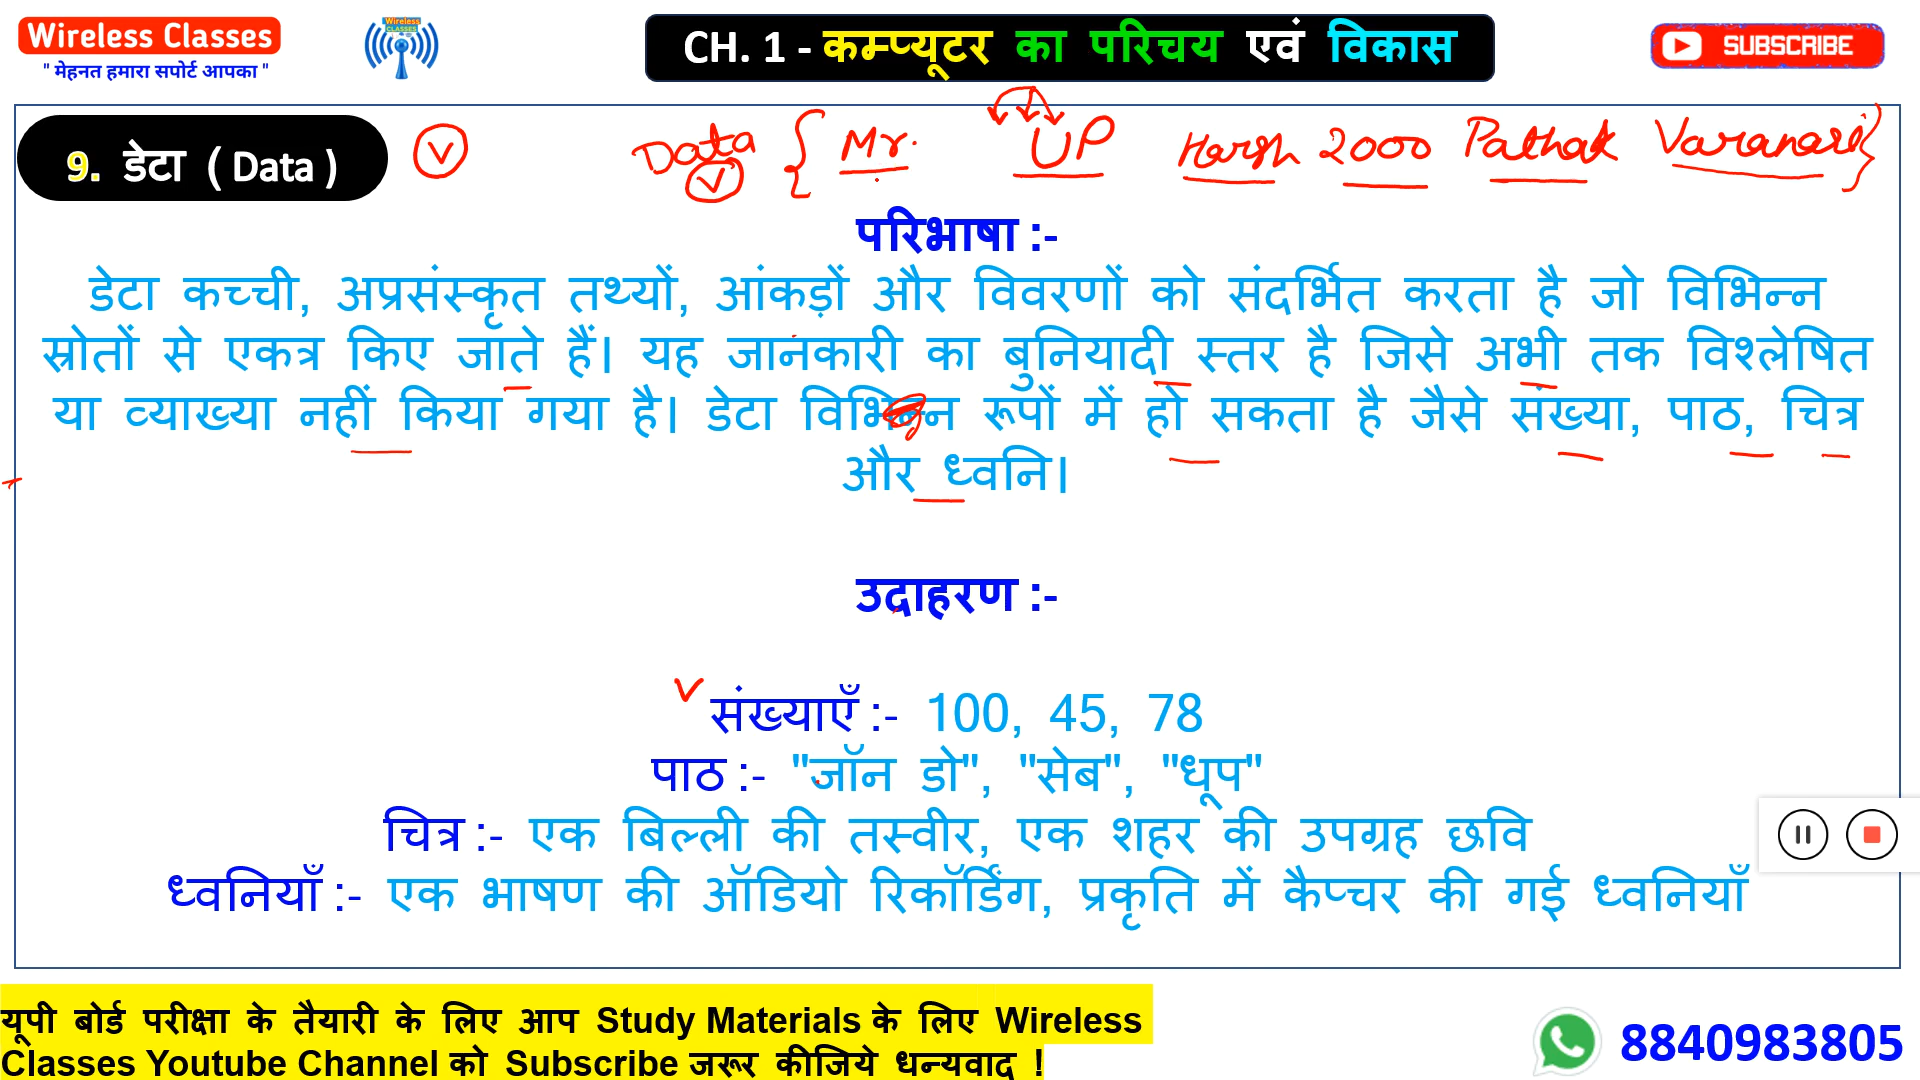 Wireless Classes
" मेहनत हमारा सपोर्ट आपका "
Wireless
CLASSES
CH. 1 - कम्प्यूटर का परिचय एवं विकास
SUBSCRIBE
9. डेटा ( Data )
Data { Mr. UP Harsh 2000 Pathak Varanasi }
परिभाषा :-
डेटा कच्ची, अप्रसंस्कृत तथ्यों, आंकड़ों और विवरणों को संदर्भित करता है जो विभिन्न
स्रोतों से एकत्र किए जाते हैं। यह जानकारी का बुनियादी स्तर है जिसे अभी तक विश्लेषित
या व्याख्या नहीं किया गया है। डेटा विभिन्न रूपों में हो सकता है जैसे संख्या, पाठ, चित्र
और ध्वनि।
उदाहरण :-
संख्याएँ :- 100, 45, 78
पाठ :- "जॉन डो", "सेब", "धूप"
चित्र :- एक बिल्ली की तस्वीर, एक शहर की उपग्रह छवि
ध्वनियाँ :- एक भाषण की ऑडियो रिकॉर्डिंग, प्रकृति में कैप्चर की गई ध्वनियाँ
यूपी बोर्ड परीक्षा के तैयारी के लिए आप Study Materials के लिए Wireless
Classes Youtube Channel को Subscribe जरूर कीजिये धन्यवाद !
8840983805